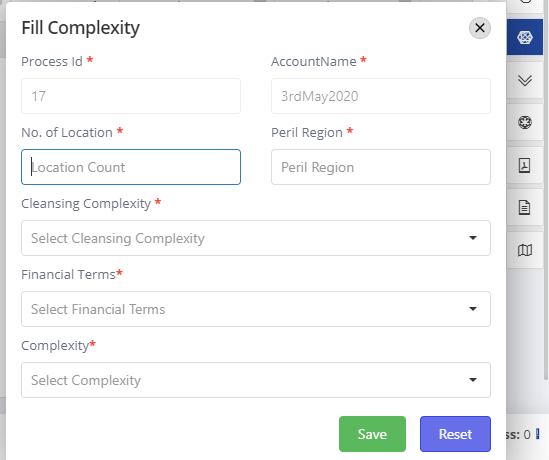 Fill Complexity
Process Id * AccountName *
17 3rdMay2020
No. of Location * Peril Region *
Location Count Peril Region
Cleansing Complexity *
Select Cleansing Complexity
Financial Terms*
Select Financial Terms
Complexity*
Select Complexity
Save Reset
ss: 0